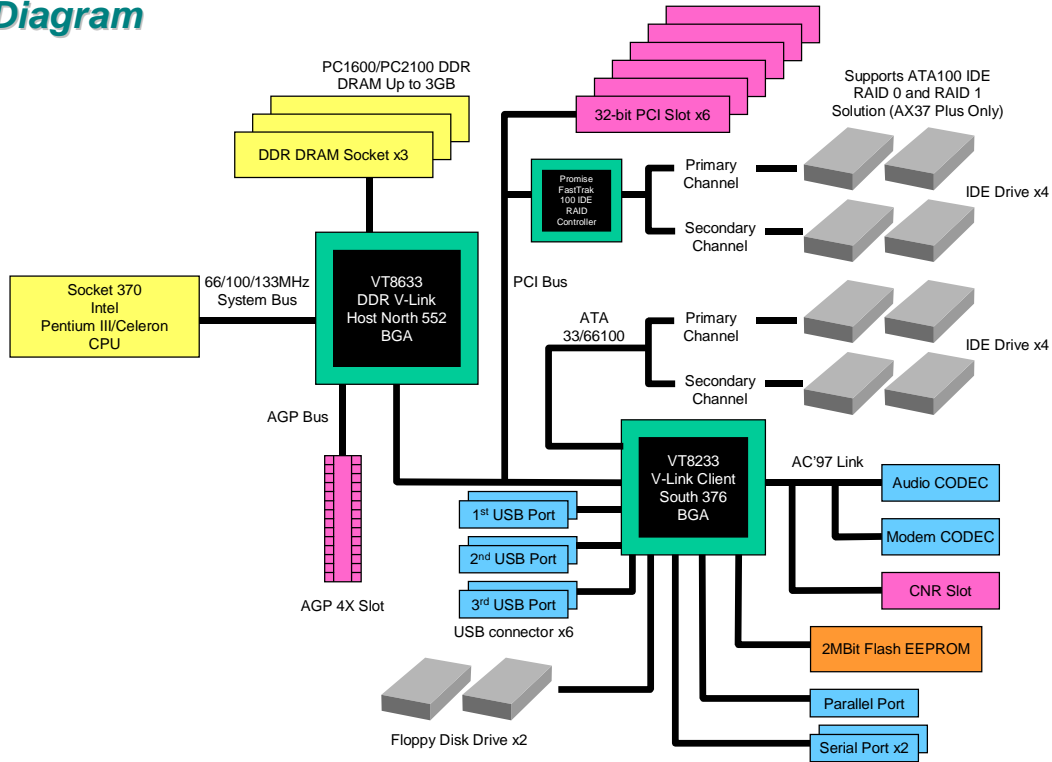 Diagram
PC1600/PC2100 DDR
DRAM Up to 3GB
DDR DRAM Socket x3
32-bit PCI Slot x6
Supports ATA100 IDE
RAID 0 and RAID 1
Solution (AX37 Plus Only)
Promise
FastTrak
100 IDE
RAID
Controller
Primary
Channel
Secondary
Channel
IDE Drive x4
Socket 370
Intel
Pentium III/Celeron
CPU
66/100/133MHz
System Bus
VT8633
DDR V-Link
Host North 552
BGA
PCI Bus
ATA
33/66100
Primary
Channel
Secondary
Channel
IDE Drive x4
AGP Bus
AGP 4X Slot
VT8233
V-Link Client
South 376
BGA
AC'97 Link
Audio CODEC
Modem CODEC
CNR Slot
1st USB Port
2nd USB Port
3rd USB Port
USB connector x6
2MBit Flash EEPROM
Parallel Port
Serial Port x2
Floppy Disk Drive x2